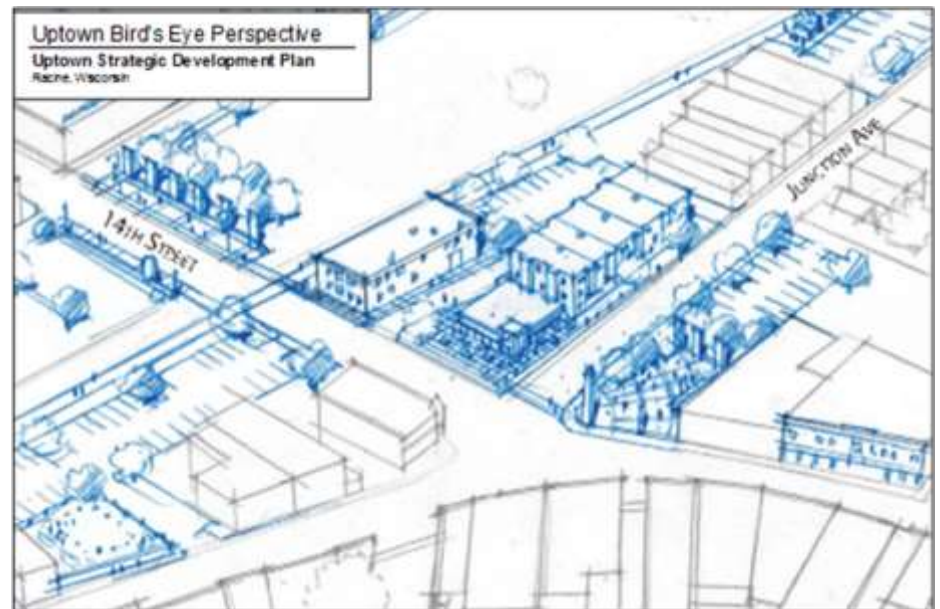 Uptown Bird's Eye Perspective
Uptown Strategic Development Plan
Racine, Wisconsin
14TH STREET
JUNCTION AVE